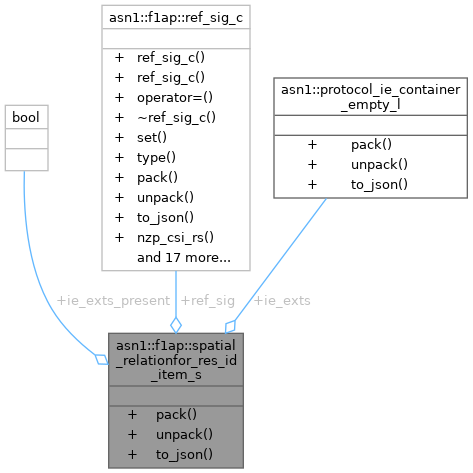 asn1::f1ap::ref_sig_c
+ ref_sig_c()
+ ref_sig_c()
+ operator=()
+ ~ref_sig_c()
+ set()
+ type()
+ pack()
+ unpack()
+ to_json()
+ nzp_csi_rs()
and 17 more...
asn1::protocol_ie_container
_empty_l
+ pack()
+ unpack()
+ to_json()
bool
+ie_exts_present
+ref_sig
+ie_exts
asn1::f1ap::spatial
_relationfor_res_id
_item_s
+ pack()
+ unpack()
+ to_json()